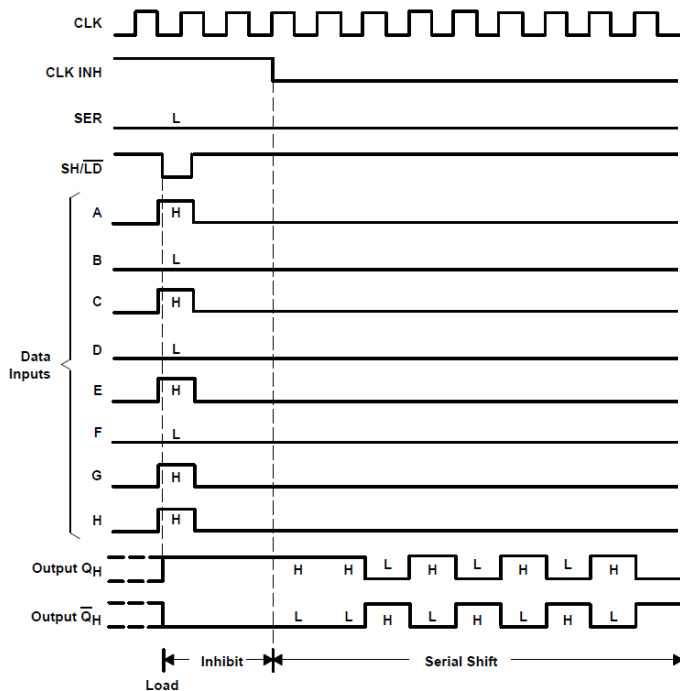 CLK
CLK INH
SER L
SH/LD
A H
B L
C H
D L
Data
Inputs
E H
F L
G H
H H
Output QH H H L H L H L H
Output QH L L H L H L H L
Inhibit Serial Shift
Load